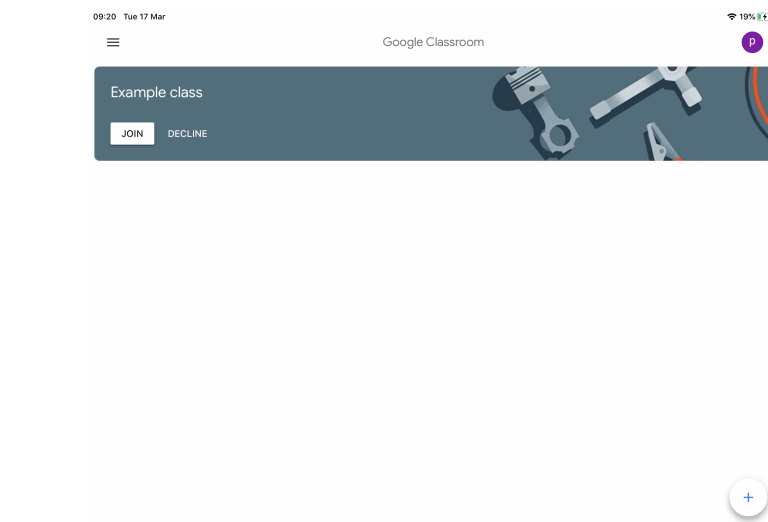 09:20 Tue 17 Mar 19%
Google Classroom
p
Example class
JOIN DECLINE
+